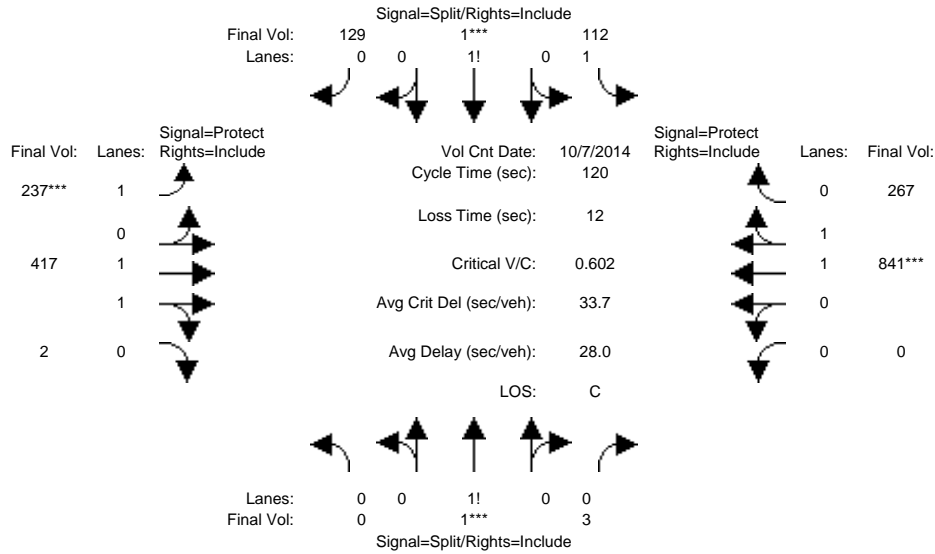 Signal=Split/Rights=Include
Final Vol: 129 1*** 112
Lanes: 0 0 1! 0 1
Signal=Protect Signal=Protect
Final Vol: Lanes: Rights=Include Vol Cnt Date: 10/7/2014 Rights=Include Lanes: Final Vol:
Cycle Time (sec): 120
237*** 1 0 267
Loss Time (sec): 12
0 1
417 1 Critical V/C: 0.602 1 841***
1 Avg Crit Del (sec/veh): 33.7 0
2 0 Avg Delay (sec/veh): 28.0 0 0
LOS: C
Lanes: 0 0 1! 0 0
Final Vol: 0 1*** 3
Signal=Split/Rights=Include